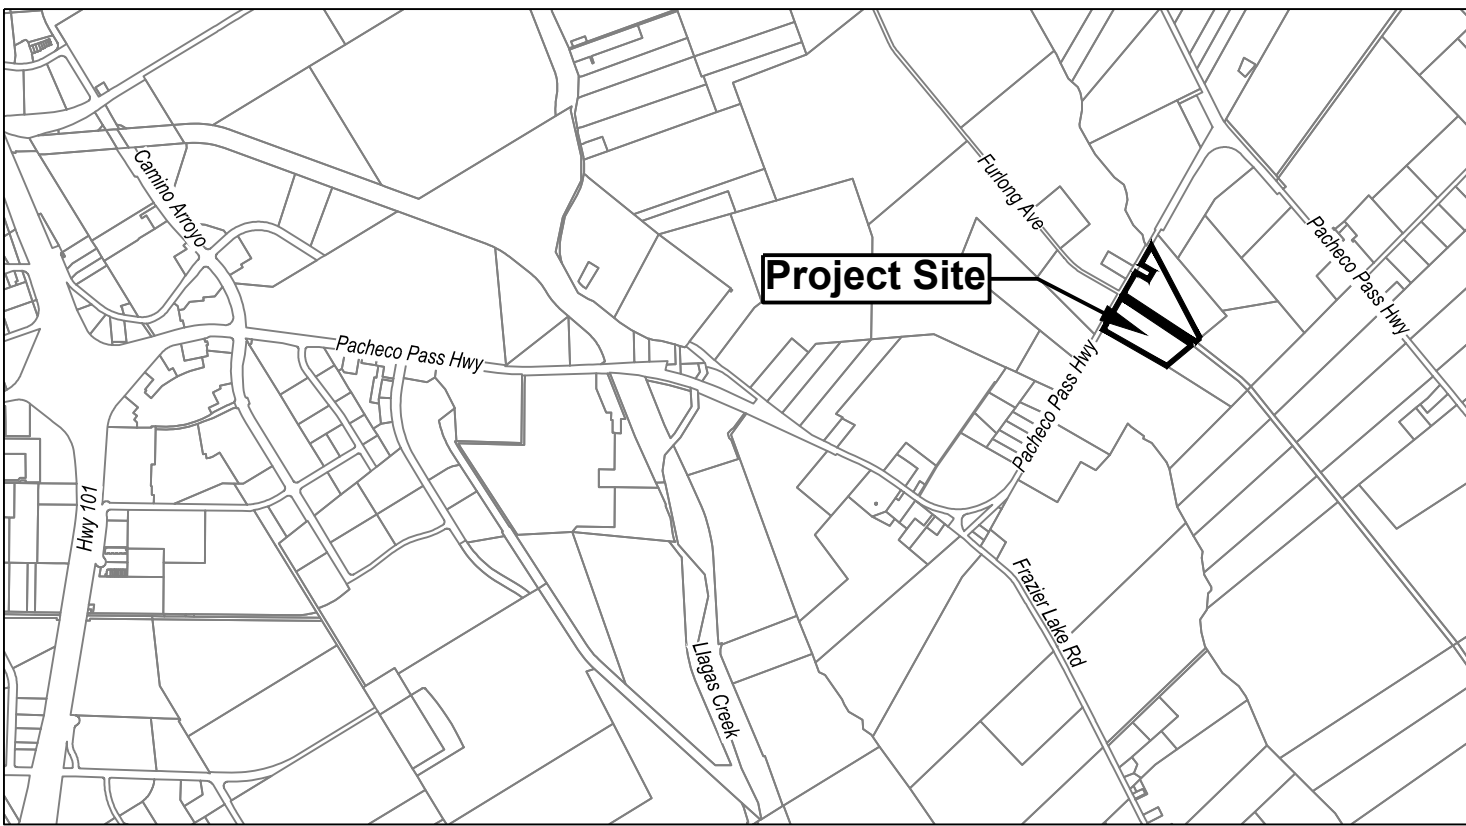 Camino Arroyo
Furlong Ave
Pacheco Pass Hwy
Project Site
Pacheco Pass Hwy
Pacheco Pass Hwy
Hwy 101
Frazier Lake Rd
Llagas Creek